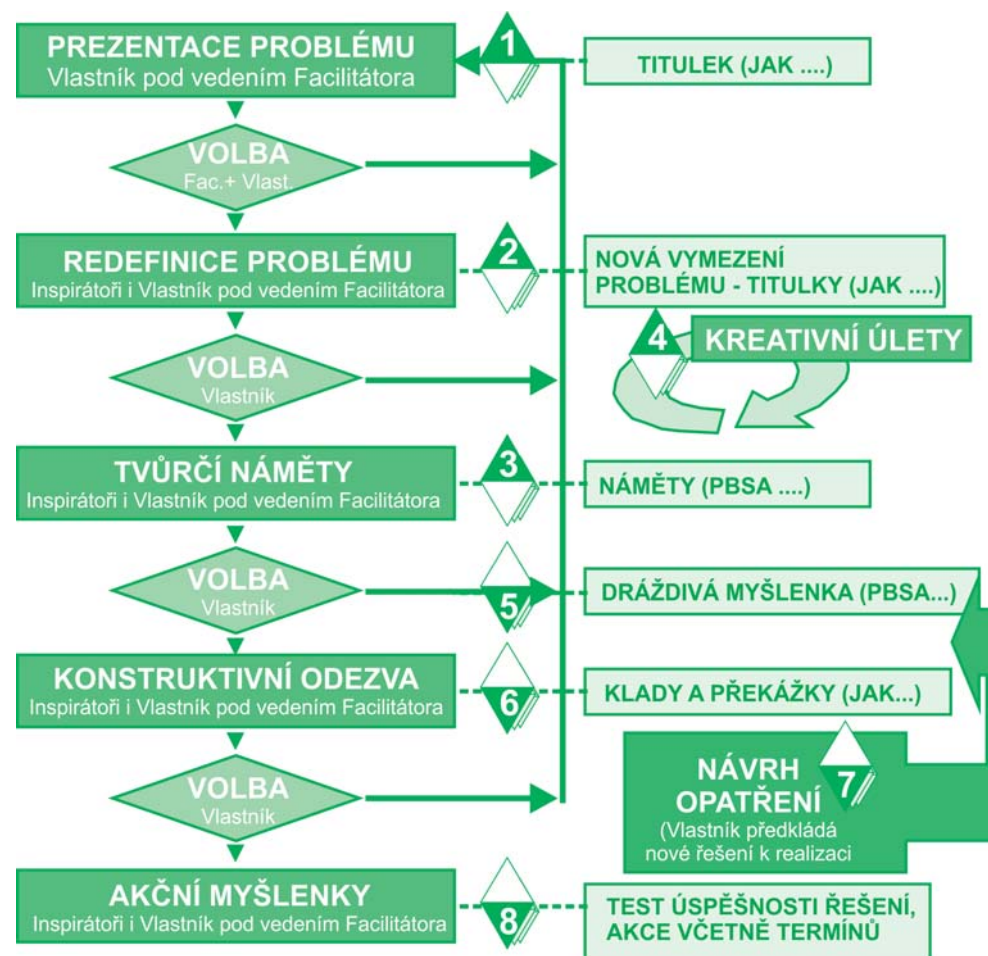 PREZENTACE PROBLÉMU
Vlastník pod vedením Facilitátora
1
TITULEK (JAK ....)
VOLBA
Fac.+ Vlast.
REDEFINICE PROBLÉMU
Inspirátoři i Vlastník pod vedením Facilitátora
2
NOVÁ VYMEZENÍ
PROBLÉMU - TITULKY (JAK ....)
4
KREATIVNÍ ÚLETY
VOLBA
Vlastník
TVŮRČÍ NÁMĚTY
Inspirátoři i Vlastník pod vedením Facilitátora
3
NÁMĚTY (PBSA ....)
VOLBA
Vlastník
5
DRÁŽDIVÁ MYŠLENKA (PBSA...)
KONSTRUKTIVNÍ ODEZVA
Inspirátoři i Vlastník pod vedením Facilitátora
6
KLADY A PŘEKÁŽKY (JAK...)
VOLBA
Vlastník
7
NÁVRH
OPATŘENÍ
(Vlastník předkládá
nové řešení k realizaci
AKČNÍ MYŠLENKY
Inspirátoři i Vlastník pod vedením Facilitátora
8
TEST ÚSPĚŠNOSTI ŘEŠENÍ,
AKCE VČETNĚ TERMÍNŮ